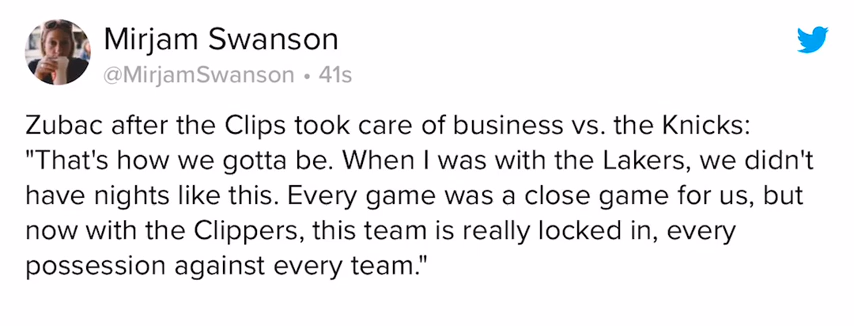 Mirjam Swanson
@MirjamSwanson • 41s
Zubac after the Clips took care of business vs. the Knicks:
"That's how we gotta be. When I was with the Lakers, we didn't
have nights like this. Every game was a close game for us, but
now with the Clippers, this team is really locked in, every
possession against every team."